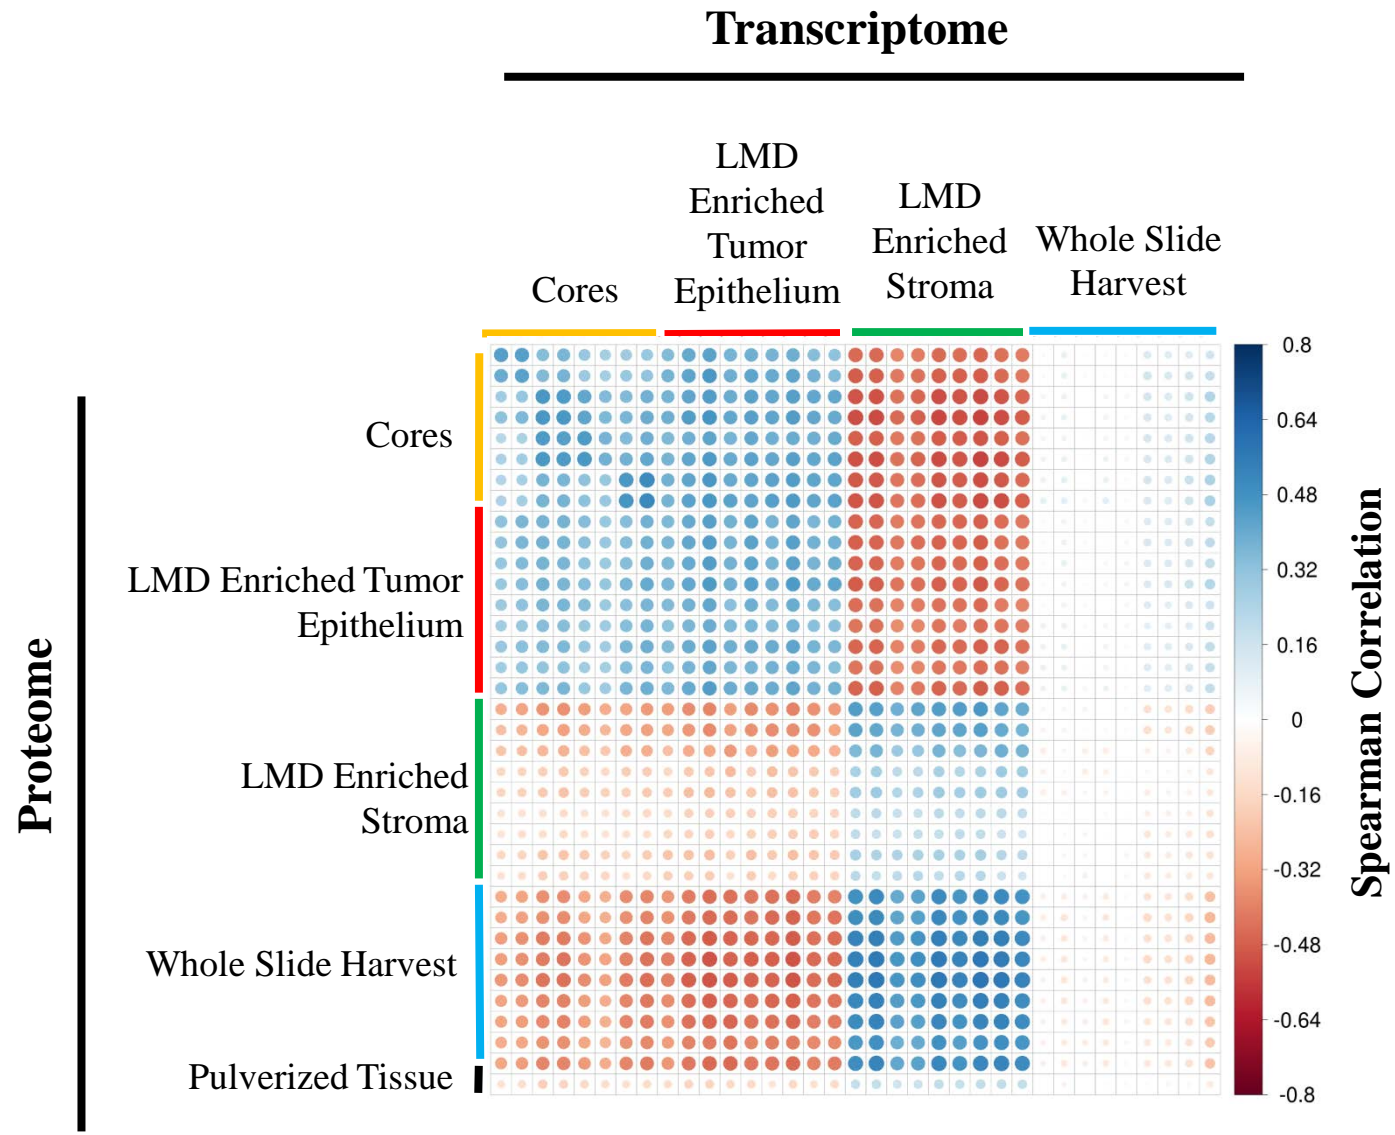 Transcriptome
LMD
Enriched
Tumor
Epithelium
LMD
Enriched
Stroma
Whole Slide
Harvest
Cores
Cores
LMD Enriched Tumor
Epithelium
LMD Enriched
Stroma
Whole Slide Harvest
Pulverized Tissue
Proteome
0.8
0.64
0.48
0.32
0.16
0
-0.16
-0.32
-0.48
-0.64
-0.8
Spearman Correlation